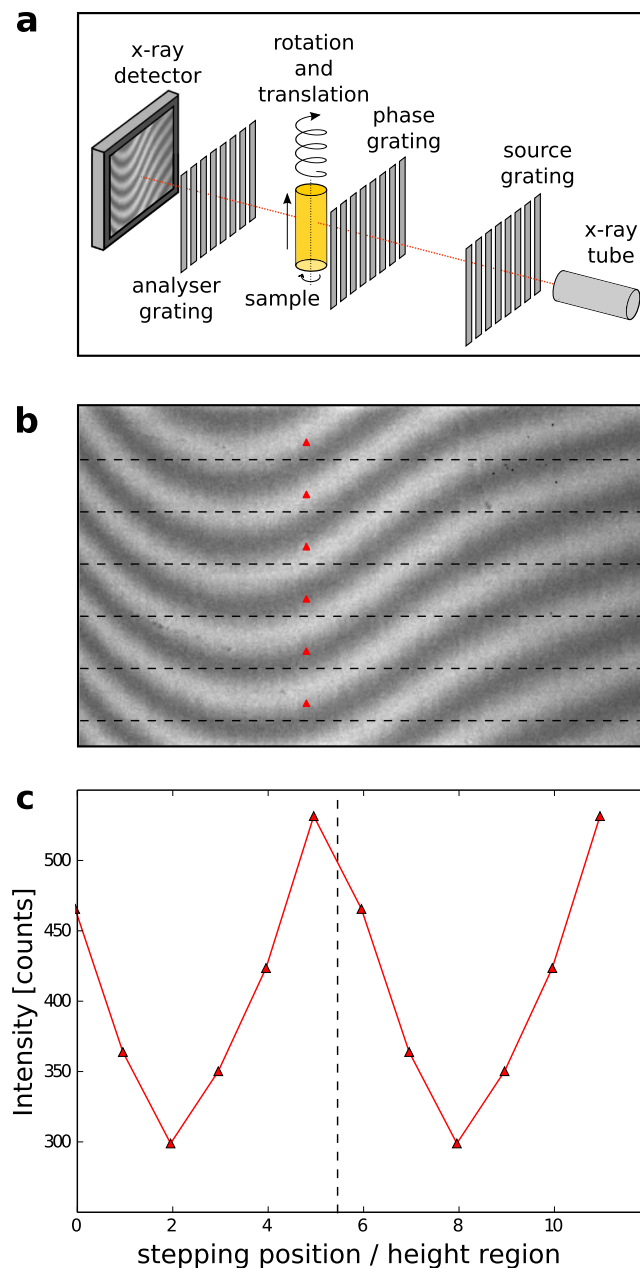 a
x-ray
detector
rotation
and
translation
phase
grating
source
grating
x-ray
tube
analyser
grating
sample
b
c
Intensity [counts]
500
450
400
350
300
0 2 4 6 8 10
stepping position / height region